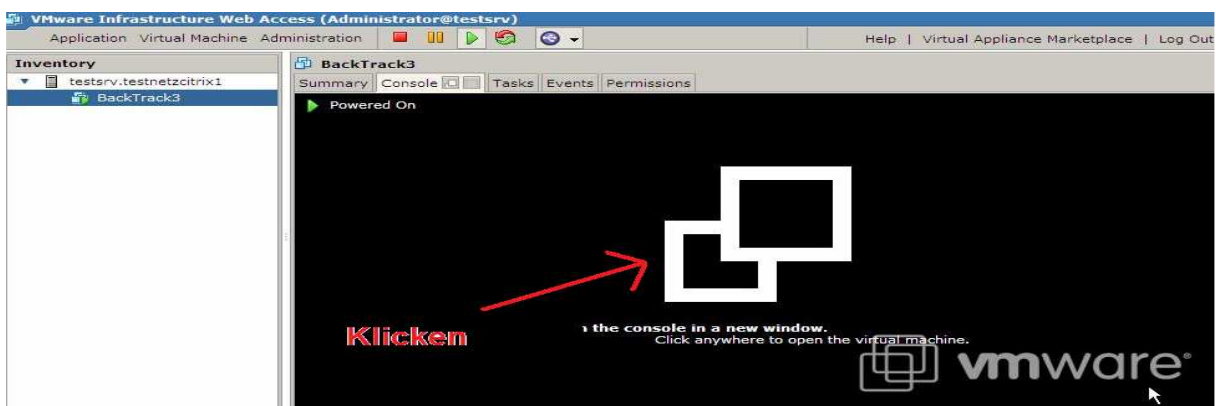 VMware Infrastructure Web Access (Administrator@testsrv)
Application Virtual Machine Administration Help | Virtual Appliance Marketplace | Log Out
Inventory
testsrv.testnetzcitrix1
BackTrack3
BackTrack3
Summary Console Tasks Events Permissions
Powered On
Klicken
the console in a new window.
Click anywhere to open the virtual machine.
vmware